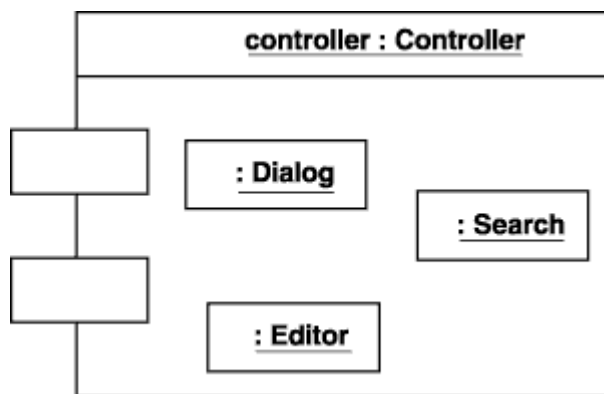 controller : Controller
: Dialog
: Search
: Editor